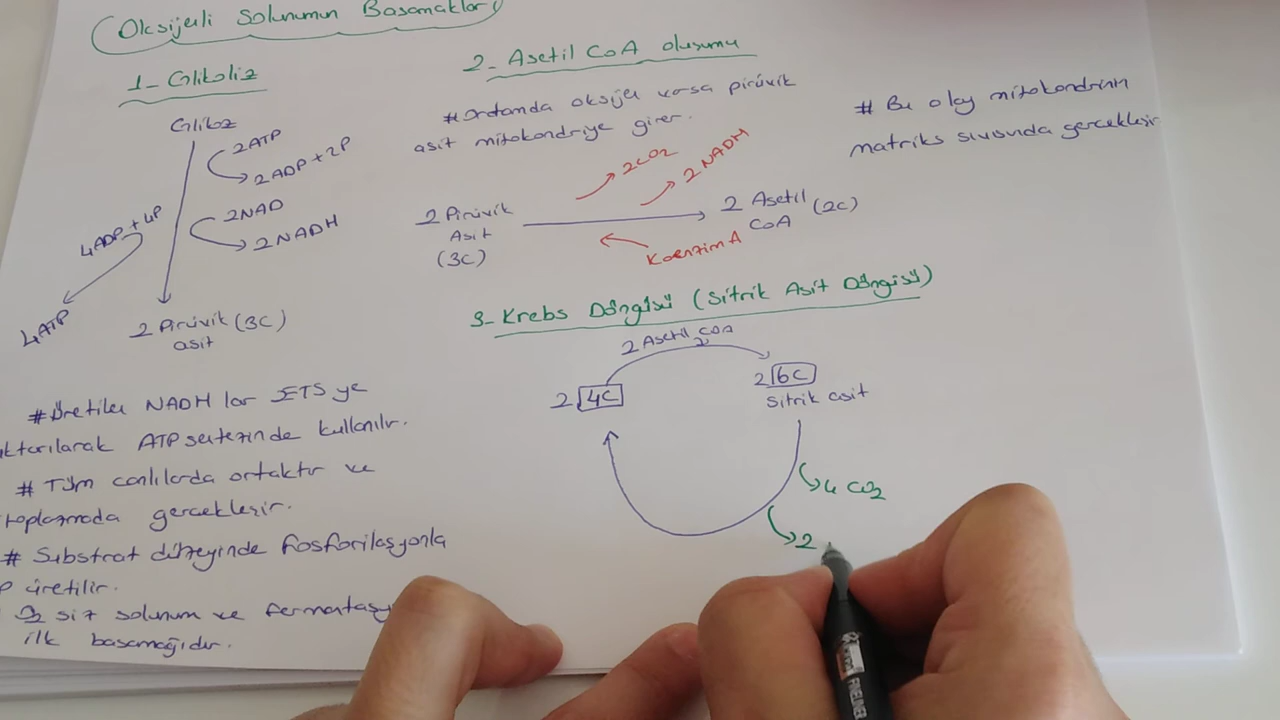 Oksijenli Solunumun Basamakları
1- Glikoliz
Glikoz
2ATP
2ADP+2P
2NAD
2NADH
4ADP+4P
4ATP
2 Pirüvik (3C)
asit
# Üretilen NADH lar ETS ye
aktarılarak ATP sentezinde kullanılır.
# Tüm canlılarda ortaktır ve
gerçekleşir.
# Substrat düzeyinde fosforilasyonla
üretilir.
O2 siz solunum ve
ilk basamağıdır.
2- Asetil CoA oluşumu
# Ortamda oksijen varsa pirüvik
asit mitokondriye girer.
2 Pirüvik
Asit
(3C)
2CO2
2 NADH
Koenzim A
2 Asetil (2C)
CoA
# Bu olay mitokondrinin
matriks sıvısında gerçekleşir
3- Krebs Döngüsü (Sitrik Asit Döngüsü)
2 Asetil CoA
2 4C
2 6C
Sitrik asit
4 CO2
2
FINELINER